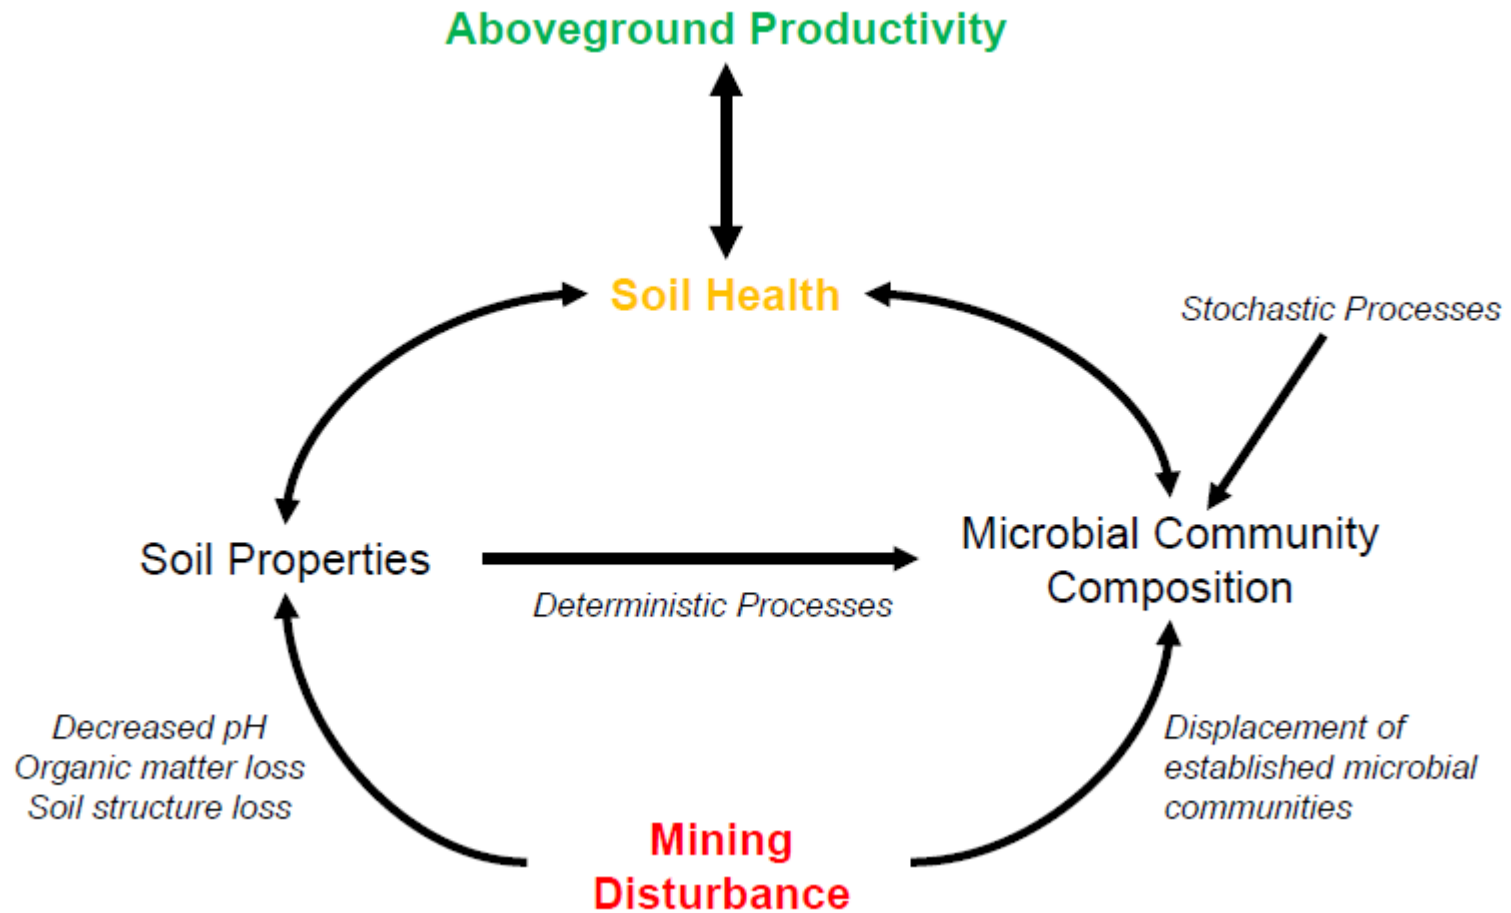 Aboveground Productivity
Soil Health
Stochastic Processes
Soil Properties
Deterministic Processes
Microbial Community
Composition
Decreased pH
Organic matter loss
Soil structure loss
Displacement of
established microbial
communities
Mining
Disturbance